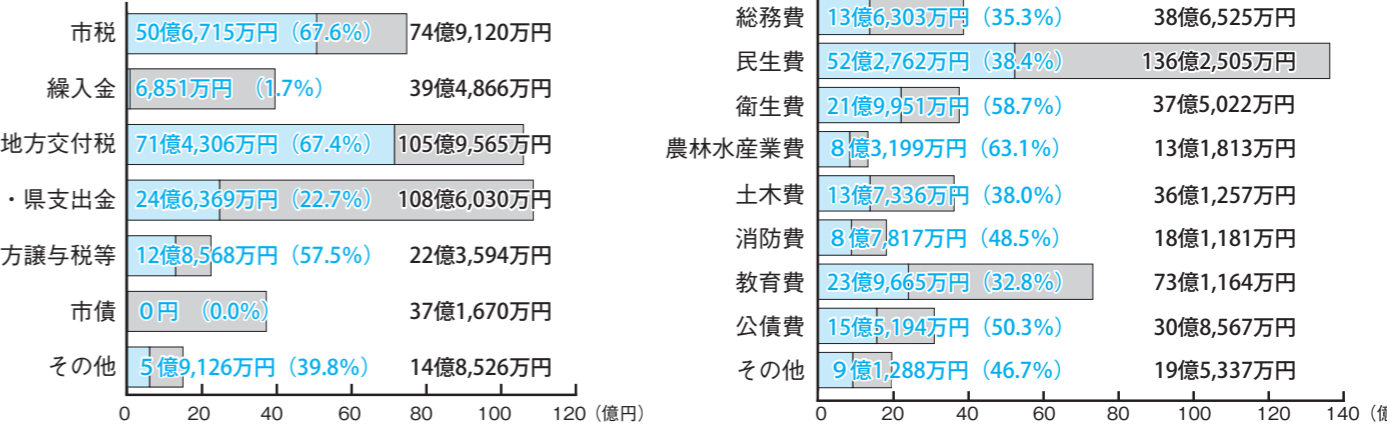 市税 50億6,715万円（67.6%） 74億9,120万円
繰入金 6,851万円（1.7%） 39億4,866万円
地方交付税 71億4,306万円（67.4%） 105億9,565万円
・県支出金 24億6,369万円（22.7%） 108億6,030万円
方譲与税等 12億8,568万円（57.5%） 22億3,594万円
市債 0円（0.0%） 37億1,670万円
その他 5億9,126万円（39.8%） 14億8,526万円
0 20 40 60 80 100 120（億円）
総務費 13億6,303万円（35.3%） 38億6,525万円
民生費 52億2,762万円（38.4%） 136億2,505万円
衛生費 21億9,951万円（58.7%） 37億5,022万円
農林水産業費 8億3,199万円（63.1%） 13億1,813万円
土木費 13億7,336万円（38.0%） 36億1,257万円
消防費 8億7,817万円（48.5%） 18億1,181万円
教育費 23億9,665万円（32.8%） 73億1,164万円
公債費 15億5,194万円（50.3%） 30億8,567万円
その他 9億1,288万円（46.7%） 19億5,337万円
0 20 40 60 80 100 120 140（億